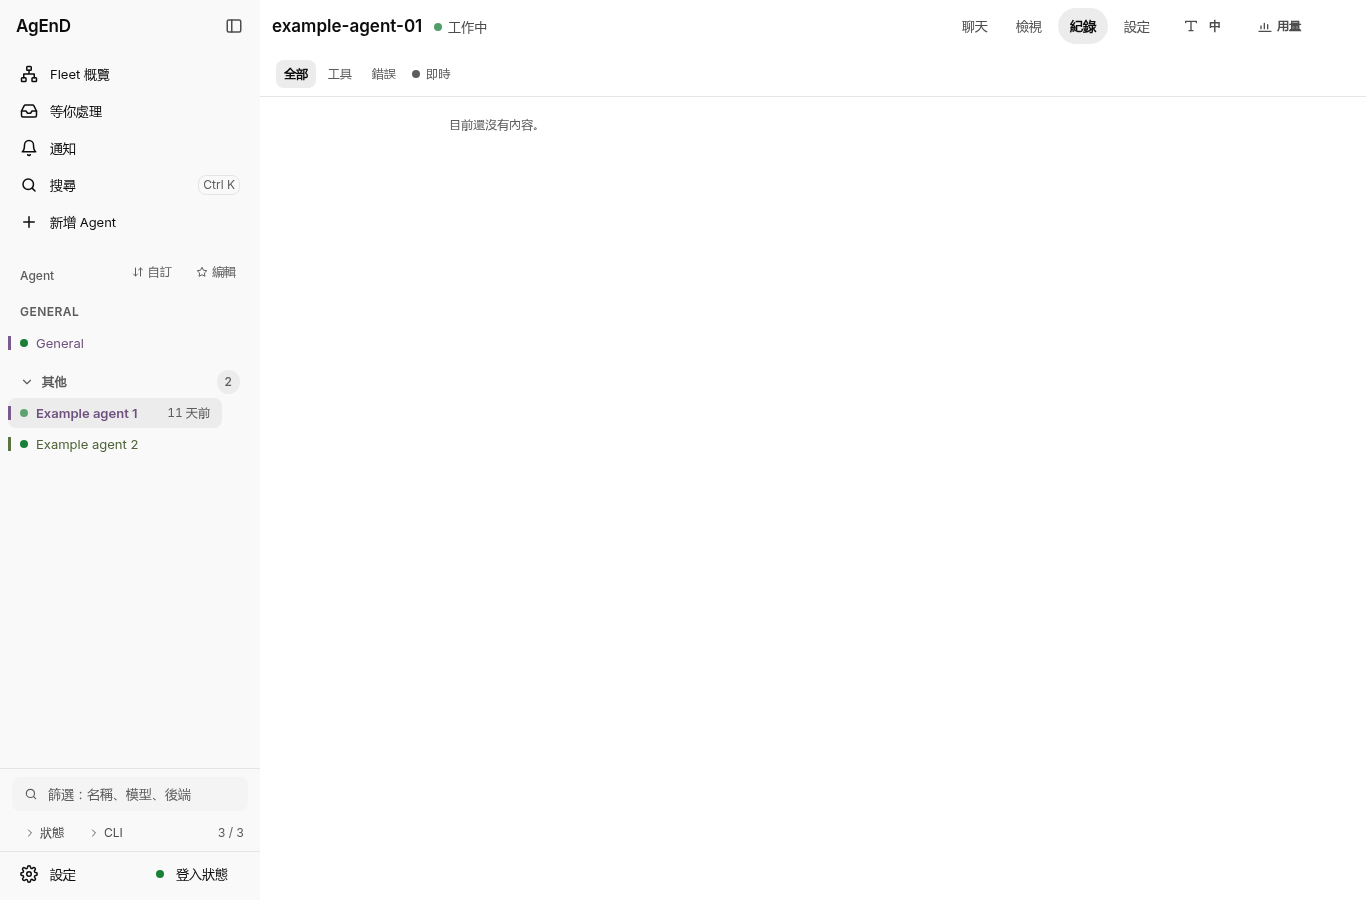 AgEnD
Fleet 概覽
等你處理
通知
搜尋 Ctrl K
新增 Agent
Agent 自訂 編輯
GENERAL
General
其他 2
Example agent 1 11 天前
Example agent 2
篩選：名稱、模型、後端
狀態 CLI 3 / 3
設定 登入狀態
example-agent-01 工作中
聊天 檢視 紀錄 設定 中 用量
全部 工具 錯誤 即時
目前還沒有內容。